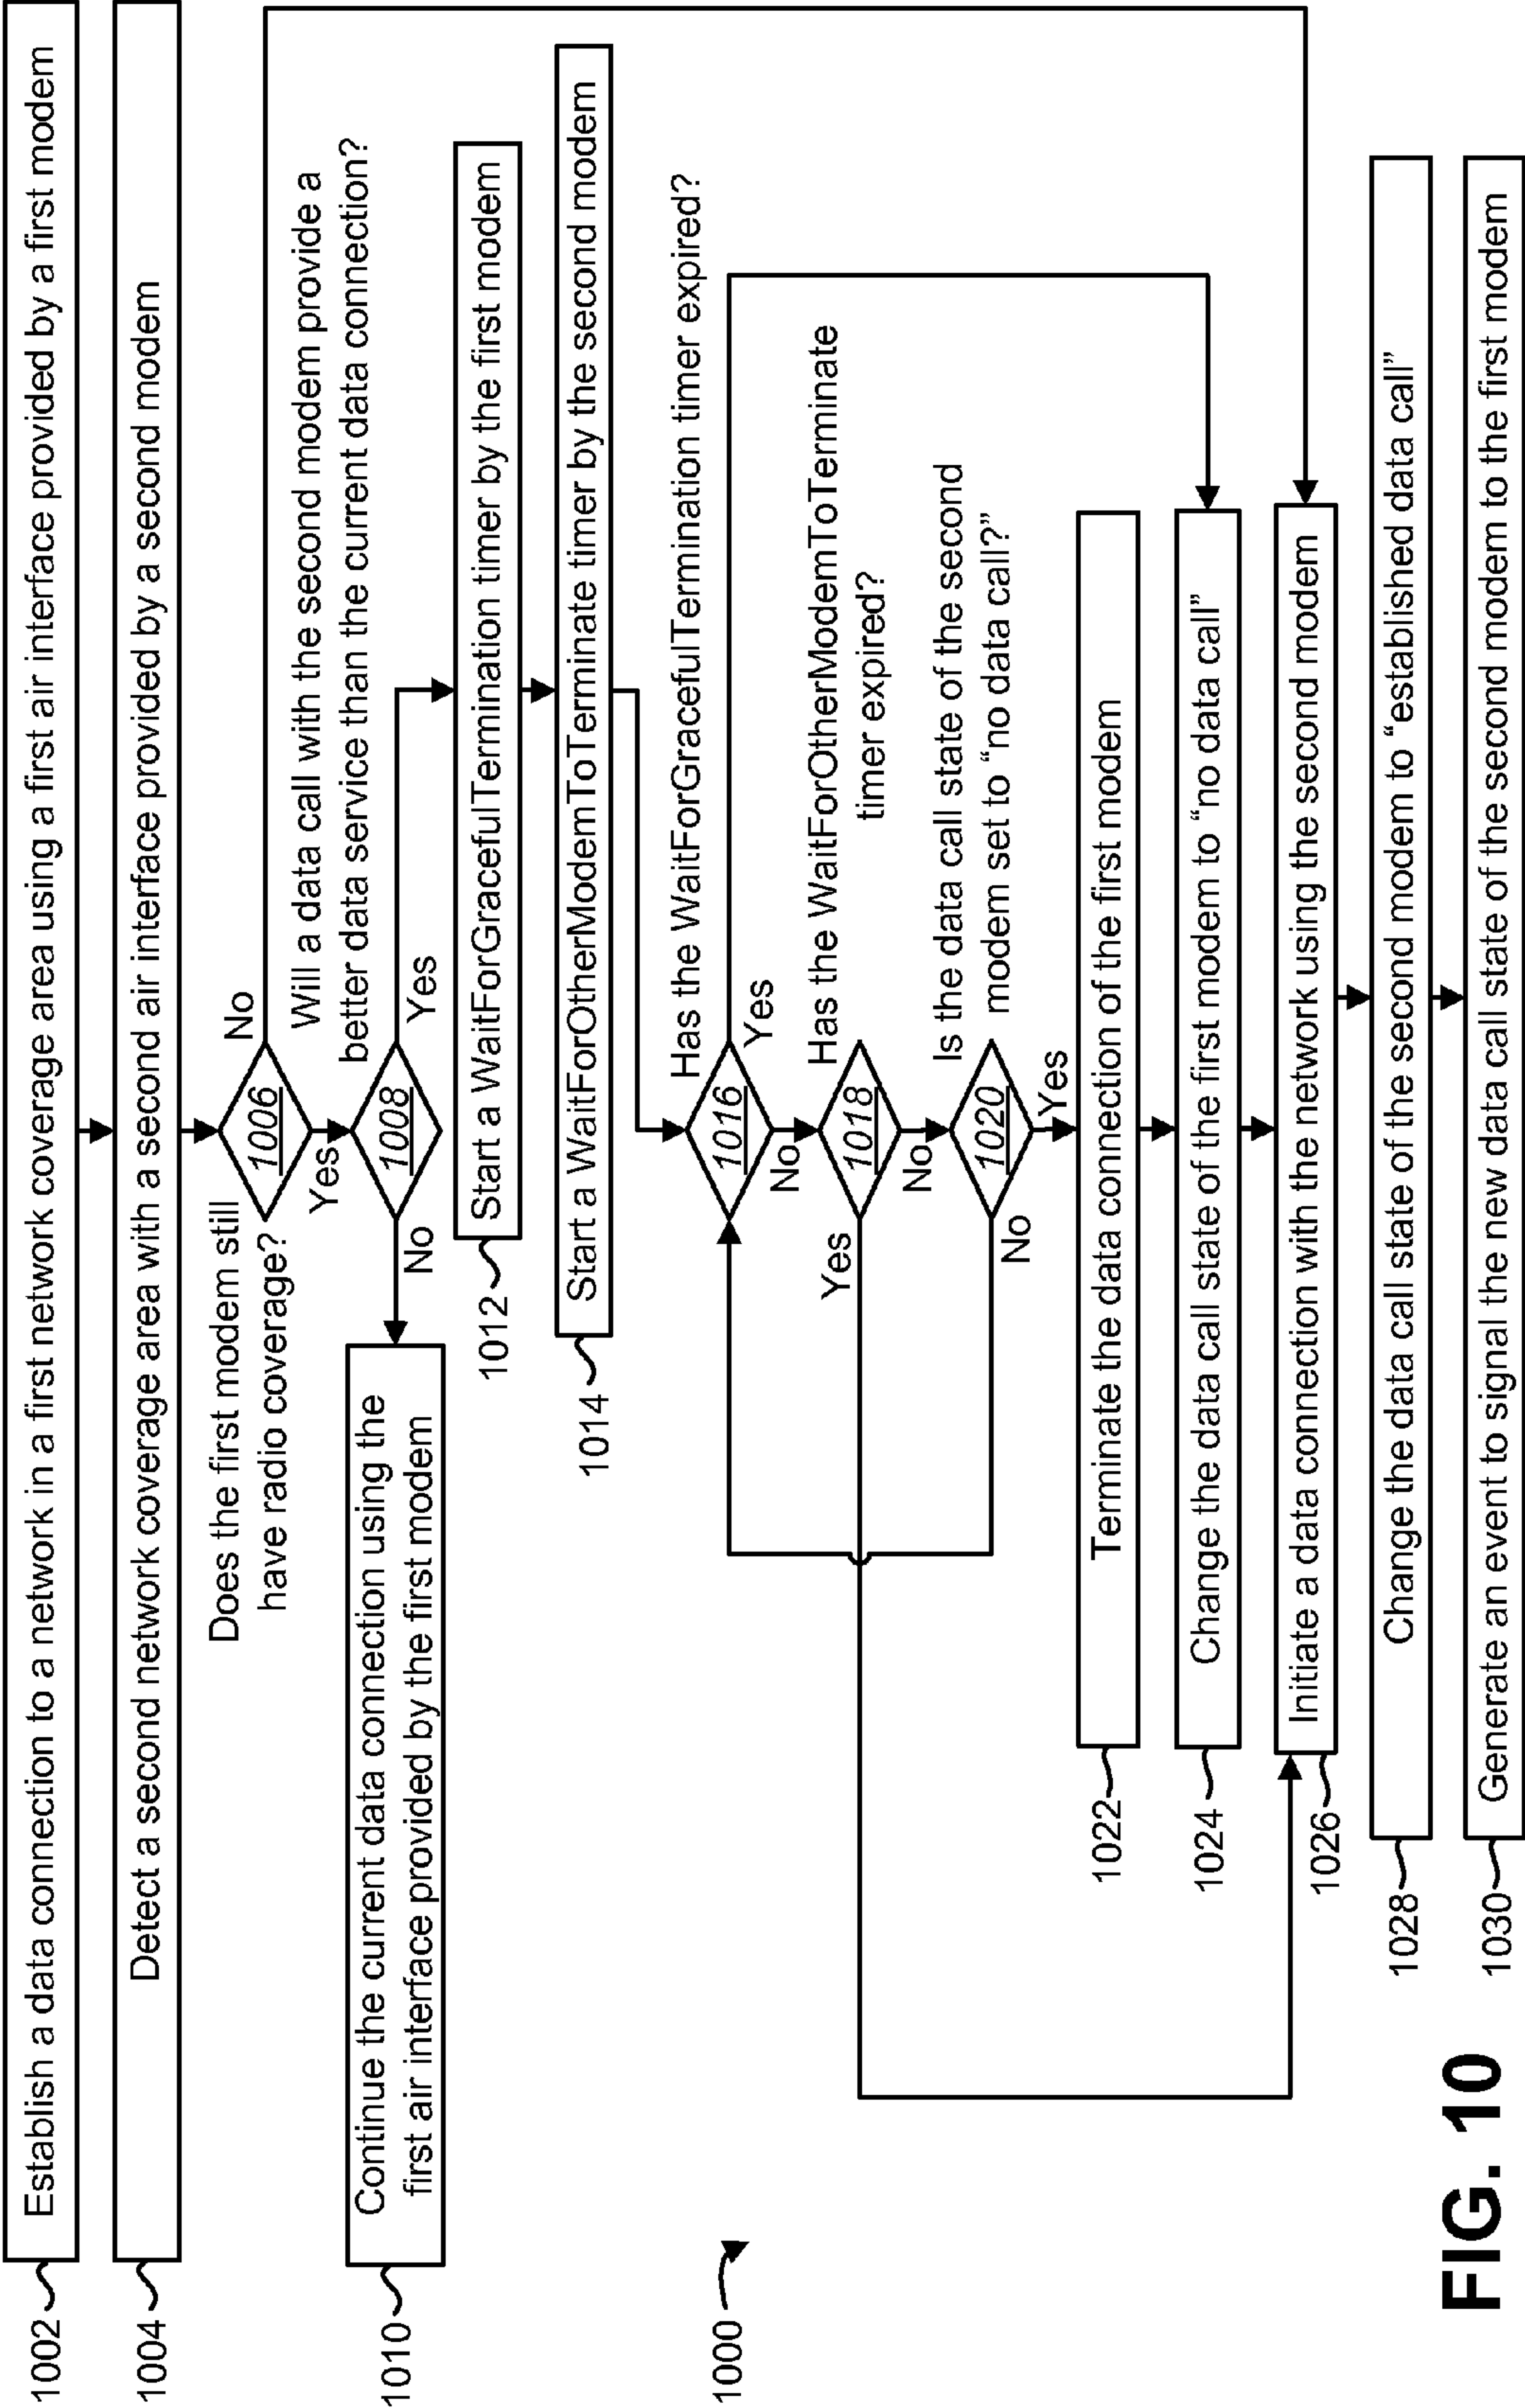 1002
Establish a data connection to a network in a first network coverage area using a first air interface provided by a first modem
1004
Detect a second network coverage area with a second air interface provided by a second modem
Does the first modem still
have radio coverage?
1006
No
Yes
Will a data call with the second modem provide a
better data service than the current data connection?
1008
No
Yes
1010
Continue the current data connection using the
first air interface provided by the first modem
1012
Start a WaitForGracefulTermination timer by the first modem
1014
Start a WaitForOtherModemToTerminate timer by the second modem
1000
1016
Has the WaitForGracefulTermination timer expired?
Yes
No
1018
Has the WaitForOtherModemToTerminate
timer expired?
Yes
No
1020
Is the data call state of the second
modem set to “no data call?”
No
Yes
1022
Terminate the data connection of the first modem
1024
Change the data call state of the first modem to “no data call”
1026
Initiate a data connection with the network using the second modem
1028
Change the data call state of the second modem to “established data call”
1030
Generate an event to signal the new data call state of the second modem to the first modem
FIG. 10